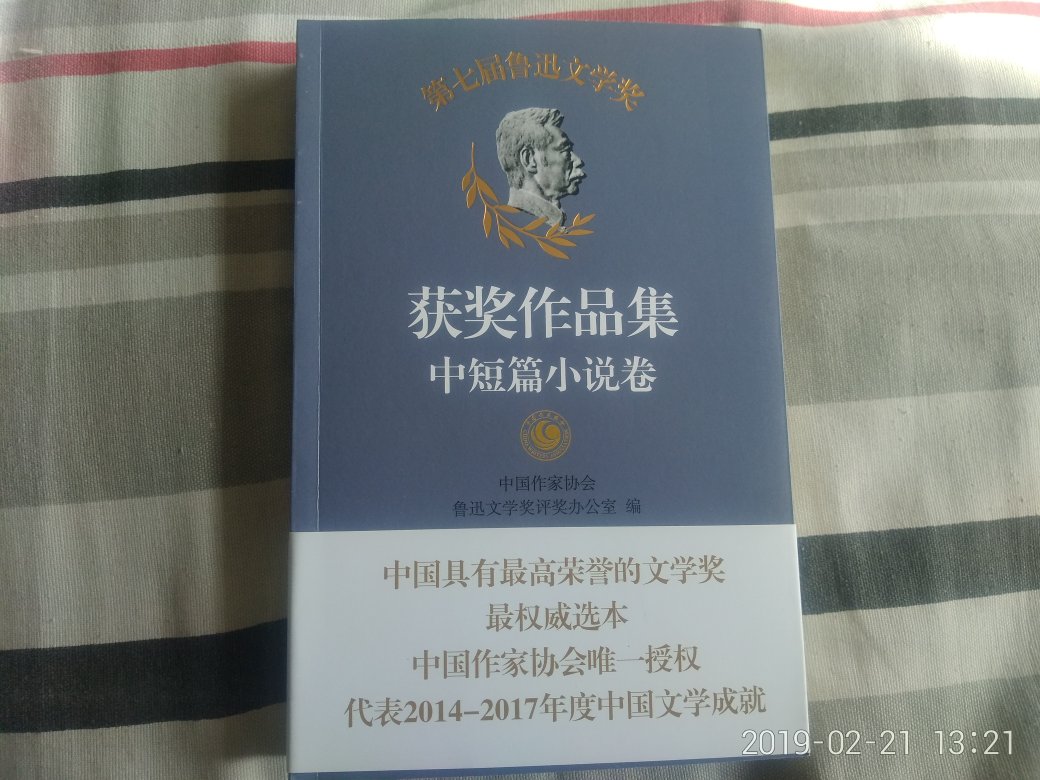 第七届鲁迅文学奖
获奖作品集
中短篇小说卷
中国作家协会
鲁迅文学奖评奖办公室 编
中国具有最高荣誉的文学奖
最权威选本
中国作家协会唯一授权
代表2014-2017年度中国文学成就
2019-02-21 13:21